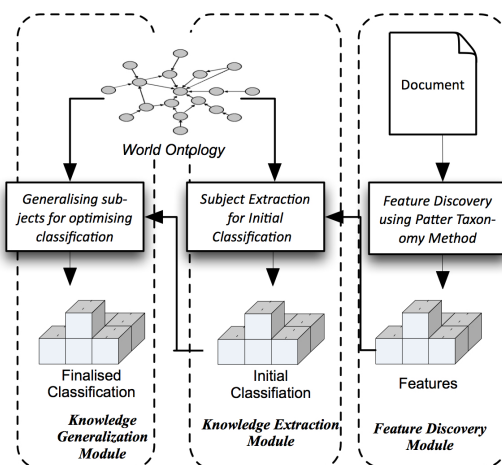 Document
World Ontology
Generalising sub-
jects for optimising
classification
Subject Extraction
for Initial
Classification
Feature Discovery
using Patter Taxon-
omy Method
Finalised
Classification
Initial
Classifiation
Features
Knowledge
Generalization
Module
Knowledge Extraction
Module
Feature Discovery
Module